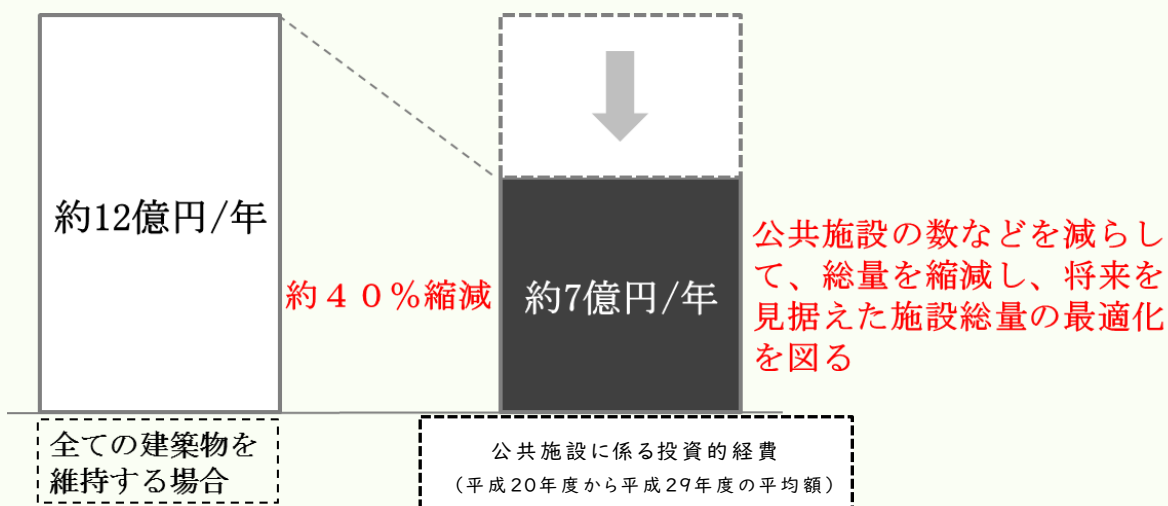 約12億円/年
約４０％縮減
約7億円/年
公共施設の数などを減らし
て、総量を縮減し、将来を
見据えた施設総量の最適化
を図る
全ての建築物を
維持する場合
公共施設に係る投資的経費
（平成20年度から平成29年度の平均額）